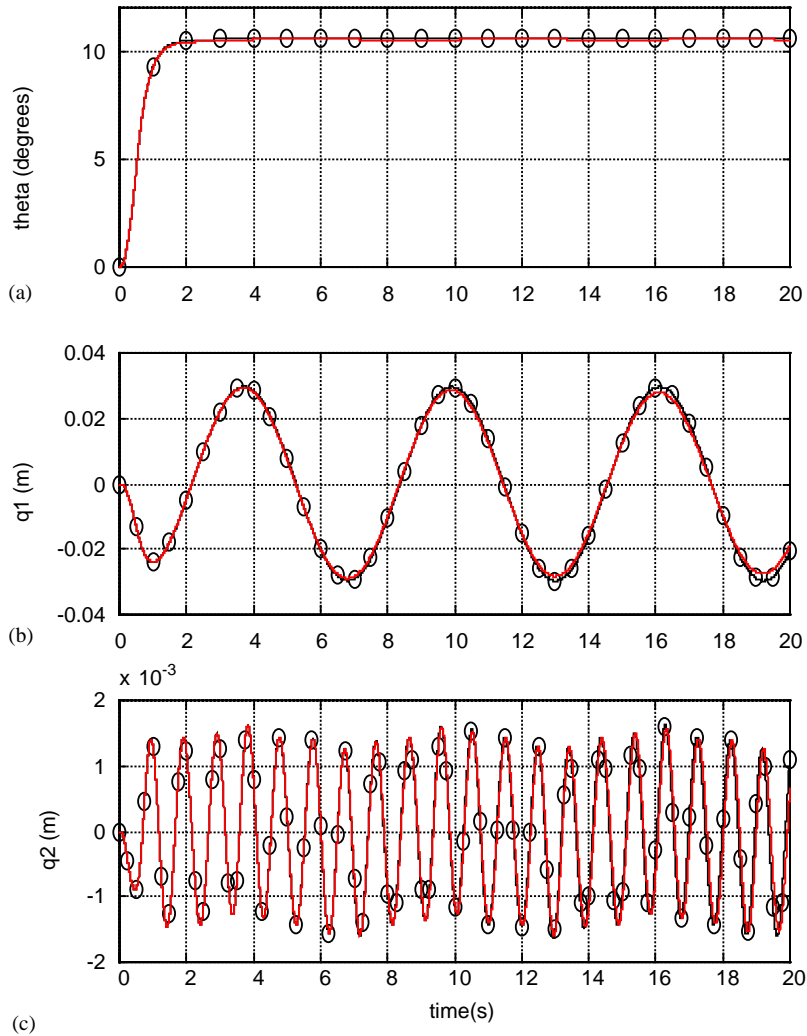 10
5
0
theta (degrees)
0 2 4 6 8 10 12 14 16 18 20
(a)
0.04
0.02
0
-0.02
-0.04
q1 (m)
0 2 4 6 8 10 12 14 16 18 20
(b)
x 10⁻³
2
1
0
-1
-2
q2 (m)
0 2 4 6 8 10 12 14 16 18 20
time(s)
(c)